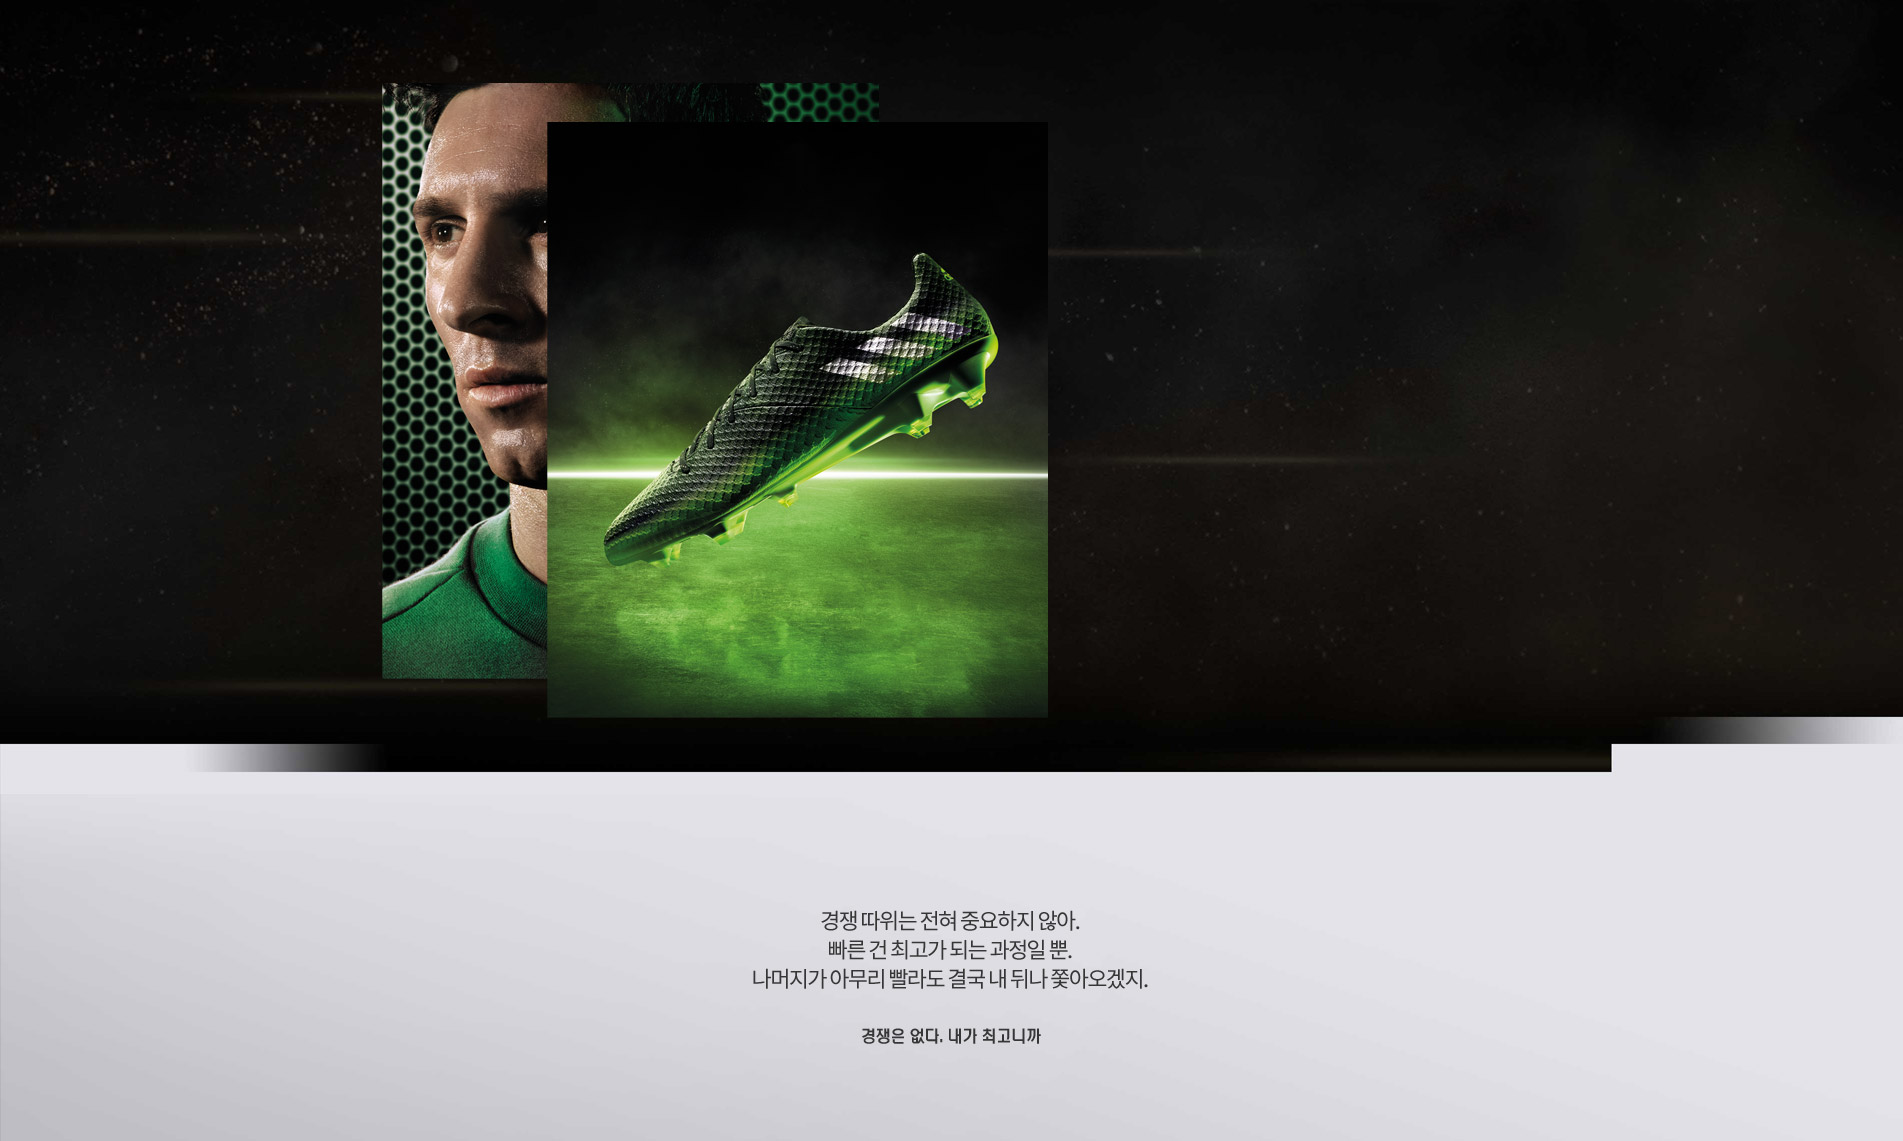 경쟁 따위는 전혀 중요하지 않아.
빠른 건 최고가 되는 과정일 뿐.
나머지가 아무리 빨라도 결국 내 뒤나 쫓아오겠지.
경쟁은 없다. 내가 최고니까